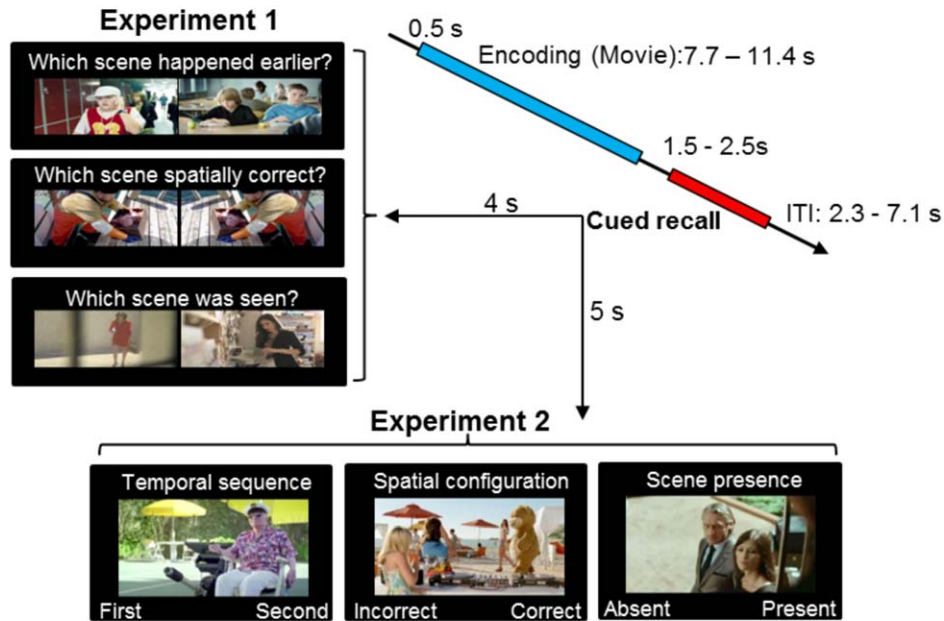 Experiment 1
Which scene happened earlier?
Which scene spatially correct?
Which scene was seen?
0.5 s
Encoding (Movie):7.7 – 11.4 s
1.5 - 2.5s
ITI: 2.3 - 7.1 s
4 s
Cued recall
5 s
Experiment 2
Temporal sequence
First Second
Spatial configuration
Incorrect Correct
Scene presence
Absent Present